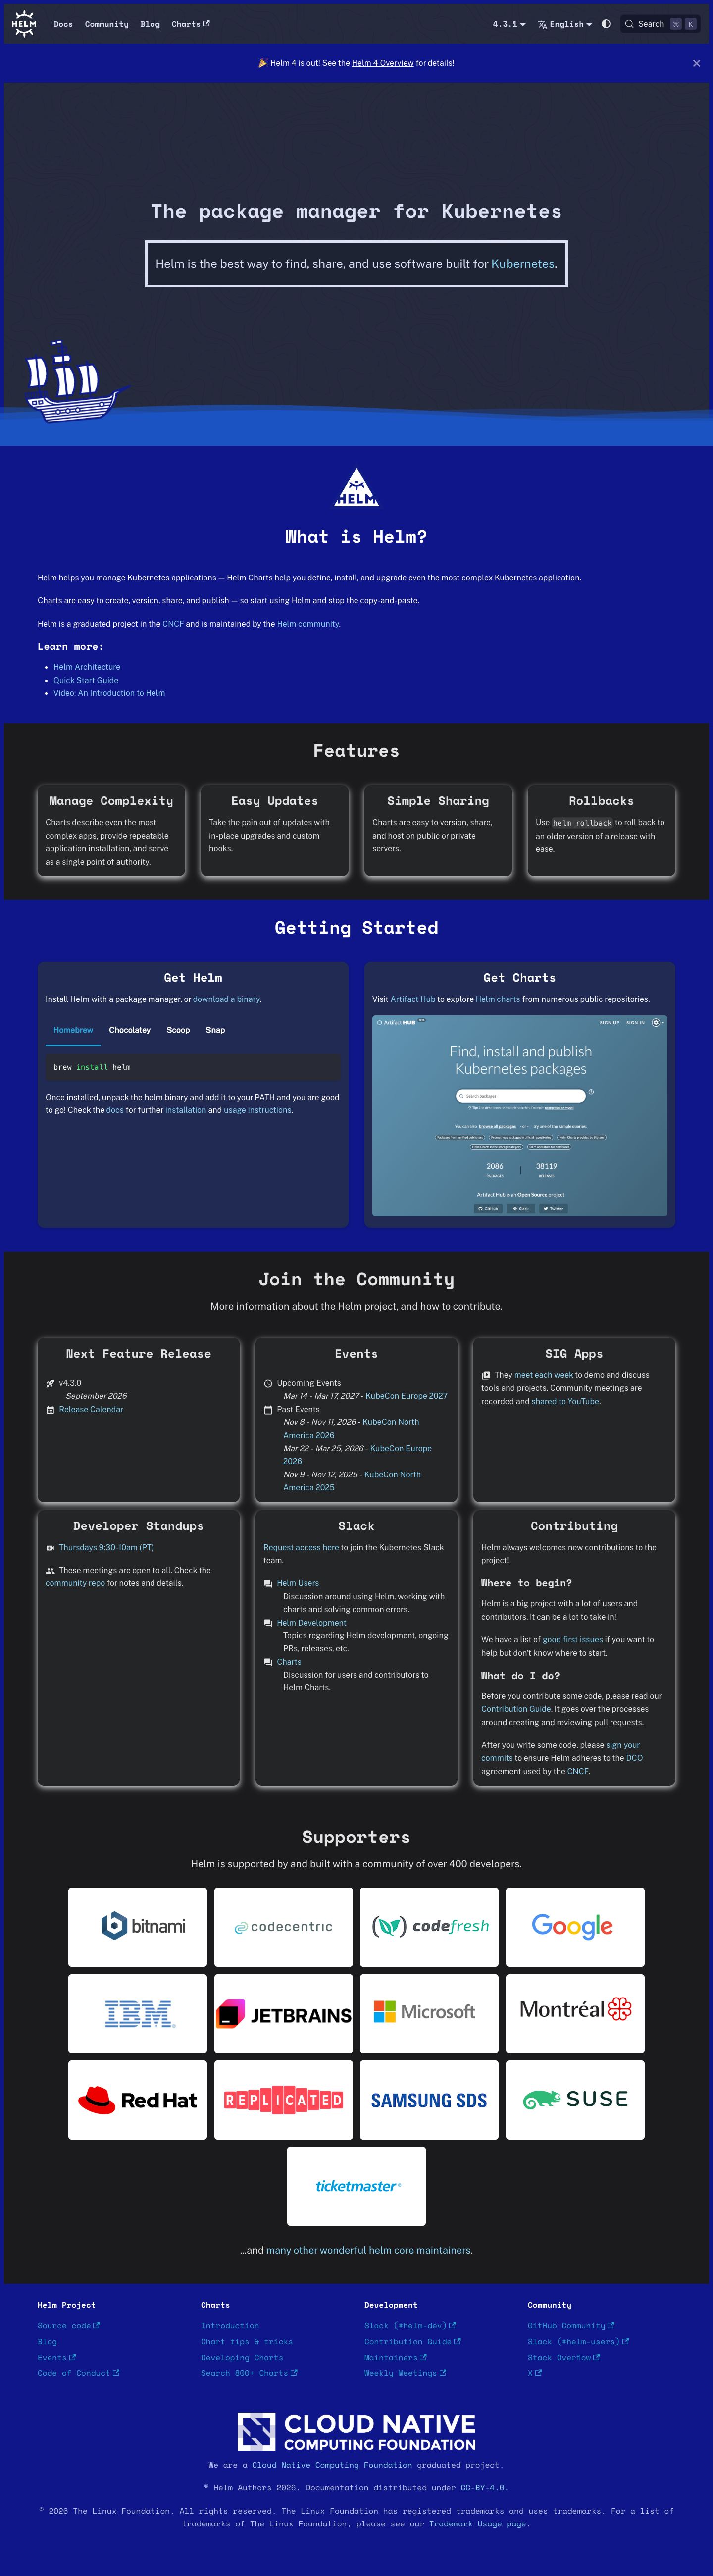 HELM
Docs
Community
Blog
Charts
4.3.1
English
Search
⌘
K
🎉 Helm 4 is out! See the Helm 4 Overview for details!
The package manager for Kubernetes
Helm is the best way to find, share, and use software built for Kubernetes.
HELM
What is Helm?
Helm helps you manage Kubernetes applications — Helm Charts help you define, install, and upgrade even the most complex Kubernetes application.
Charts are easy to create, version, share, and publish — so start using Helm and stop the copy-and-paste.
Helm is a graduated project in the CNCF and is maintained by the Helm community.
Learn more:
Helm Architecture
Quick Start Guide
Video: An Introduction to Helm
Features
Manage Complexity
Charts describe even the most
complex apps, provide repeatable
application installation, and serve
as a single point of authority.
Easy Updates
Take the pain out of updates with
in-place upgrades and custom
hooks.
Simple Sharing
Charts are easy to version, share,
and host on public or private
servers.
Rollbacks
Use helm rollback to roll back to
an older version of a release with
ease.
Getting Started
Get Helm
Install Helm with a package manager, or download a binary.
Homebrew
Chocolatey
Scoop
Snap
brew install helm
Once installed, unpack the helm binary and add it to your PATH and you are good
to go! Check the docs for further installation and usage instructions.
Get Charts
Visit Artifact Hub to explore Helm charts from numerous public repositories.
Artifact HUB
SIGN UP
SIGN IN
Find, install and publish
Kubernetes packages
Search packages
You can also browse all packages - or - try one of the sample queries:
2086
PACKAGES
38119
RELEASES
Artifact Hub is an Open Source project
GitHub
Slack
Twitter
Join the Community
More information about the Helm project, and how to contribute.
Next Feature Release
v4.3.0
September 2026
Release Calendar
Events
Upcoming Events
Mar 14 - Mar 17, 2027 - KubeCon Europe 2027
Past Events
Nov 8 - Nov 11, 2026 - KubeCon North
America 2026
Mar 22 - Mar 25, 2026 - KubeCon Europe
2026
Nov 9 - Nov 12, 2025 - KubeCon North
America 2025
SIG Apps
They meet each week to demo and discuss
tools and projects. Community meetings are
recorded and shared to YouTube.
Developer Standups
Thursdays 9:30-10am (PT)
These meetings are open to all. Check the
community repo for notes and details.
Slack
Request access here to join the Kubernetes Slack
team.
Helm Users
Discussion around using Helm, working with
charts and solving common errors.
Helm Development
Topics regarding Helm development, ongoing
PRs, releases, etc.
Charts
Discussion for users and contributors to
Helm Charts.
Contributing
Helm always welcomes new contributions to the
project!
Where to begin?
Helm is a big project with a lot of users and
contributors. It can be a lot to take in!
We have a list of good first issues if you want to
help but don't know where to start.
What do I do?
Before you contribute some code, please read our
Contribution Guide. It goes over the processes
around creating and reviewing pull requests.
After you write some code, please sign your
commits to ensure Helm adheres to the DCO
agreement used by the CNCF.
Supporters
Helm is supported by and built with a community of over 400 developers.
bitnami
codecentric
codefresh
Google
IBM
JETBRAINS
Microsoft
Montréal
Red Hat
REPLICATED
SAMSUNG SDS
SUSE
ticketmaster®
...and many other wonderful helm core maintainers.
Helm Project
Source code
Blog
Events
Code of Conduct
Charts
Introduction
Chart tips & tricks
Developing Charts
Search 800+ Charts
Development
Slack (#helm-dev)
Contribution Guide
Maintainers
Weekly Meetings
Community
GitHub Community
Slack (#helm-users)
Stack Overflow
X
CLOUD NATIVE
COMPUTING FOUNDATION
We are a Cloud Native Computing Foundation graduated project.
© Helm Authors 2026. Documentation distributed under CC-BY-4.0.
© 2026 The Linux Foundation. All rights reserved. The Linux Foundation has registered trademarks and uses trademarks. For a list of
trademarks of The Linux Foundation, please see our Trademark Usage page.